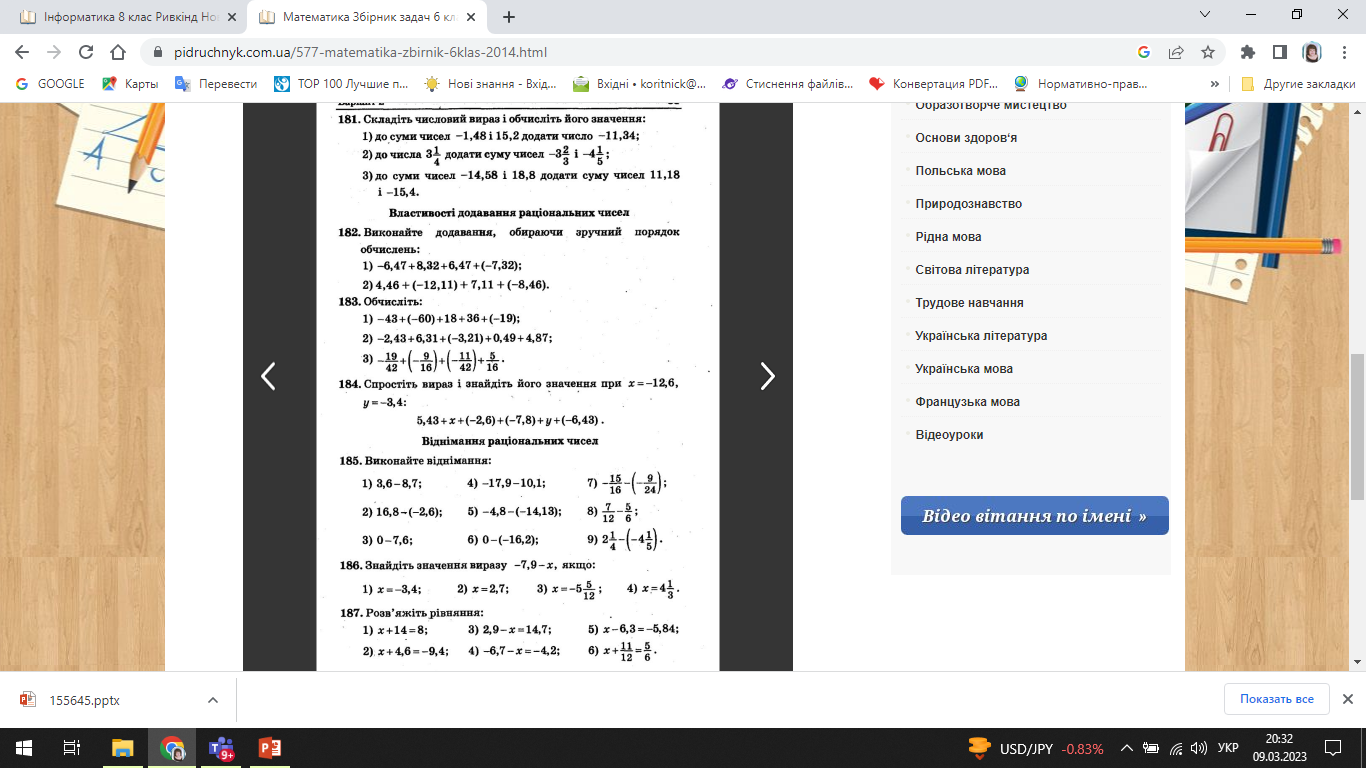 Інформатика 8 клас Ривкінд Но
Математика Збірник задач 6 кл
pidruchnyk.com.ua/577-matematika-zbirnik-6klas-2014.html
GOOGLE Карты Перевести TOP 100 Лучшие п... Нові знання – Вхід... Вхідні • koritnick@... Стиснення файлів... Конвертация PDF... Нормативно-прав... » Другие закладки
181. Складіть числовий вираз і обчисліть його значення:
1) до суми чисел −1,48 і 15,2 додати число −11,34;
2) до числа 3 1/4 додати суму чисел −3 2/3 і −4 1/5;
3) до суми чисел −14,58 і 18,8 додати суму чисел 11,18
і −15,4.
Властивості додавання раціональних чисел
182. Виконайте додавання, обираючи зручний порядок
обчислень:
1) −6,47+8,32+6,47+(−7,32);
2) 4,46 + (−12,11) + 7,11 + (−8,46).
183. Обчисліть:
1) −43+(−60)+18+36+(−19);
2) −2,43+6,31+(−3,21)+0,49+4,87;
3) −19/42+(−9/16)+(−11/42)+5/16.
184. Спростіть вираз і знайдіть його значення при x=−12,6,
y=−3,4:
5,43+x+(−2,6)+(−7,8)+y+(−6,43).
Віднімання раціональних чисел
185. Виконайте віднімання:
1) 3,6−8,7; 4) −17,9−10,1; 7) −15/16−(−9/24);
2) 16,8−(−2,6); 5) −4,8−(−14,13); 8) 7/12−5/6;
3) 0−7,6; 6) 0−(−16,2); 9) 2 1/4−(−4 1/5).
186. Знайдіть значення виразу −7,9−x, якщо:
1) x=−3,4; 2) x=2,7; 3) x=−5 5/12; 4) x=4 1/3.
187. Розв'яжіть рівняння:
1) x+14=8; 3) 2,9−x=14,7; 5) x−6,3=−5,84;
2) x+4,6=−9,4; 4) −6,7−x=−4,2; 6) x+11/12=5/6.
Образотворче мистецтво
Основи здоров'я
Польська мова
Природознавство
Рідна мова
Світова література
Трудове навчання
Українська література
Українська мова
Французька мова
Відеоуроки
Відео вітання по імені »
155645.pptx
Показать все
9+
USD/JPY -0.83%
УКР
20:32
09.03.2023